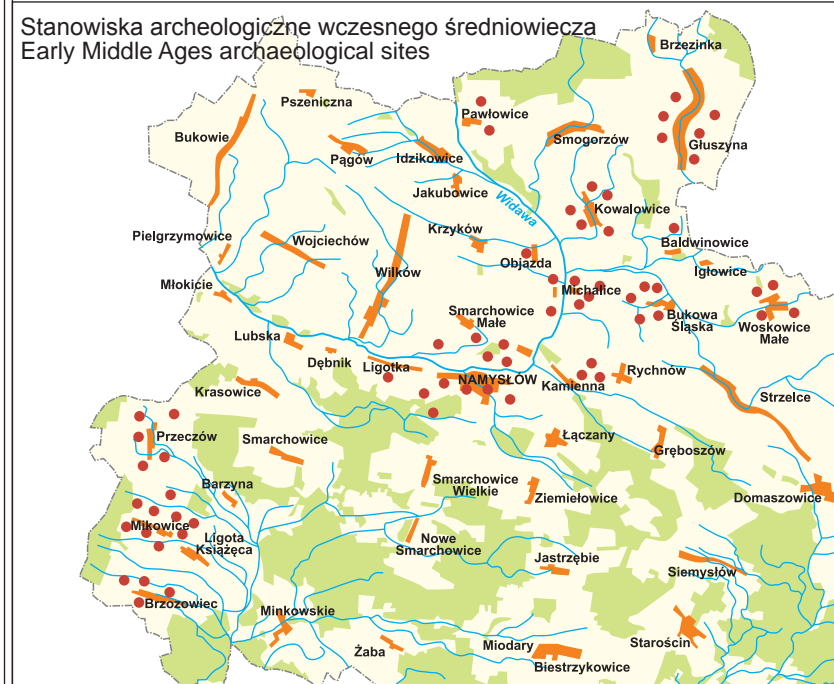 Stanowiska archeologiczne wczesnego średniowiecza
Early Middle Ages archaeological sites
Brzęzinka
Pszeniczna
Pawłowice
Bukowie
Smogorzów
Głuszyna
Pągów
Idzikowice
Jakubowice
Widawa
Kowalowice
Krzyków
Pielgrzymowice
Wojciechów
Baldwinowice
Objazda
Igłowice
Wilków
Młokicie
Michalice
Smarchowice
Małe
Bukowa
Śląska
Woskowice
Małe
Lubska
Dębnik
Ligotka
NAMYSŁÓW
Kamienna
Rychnów
Krasowice
Strzelce
Przeczów
Smarchowice
Łączany
Gręboszów
Barzyna
Smarchowice
Wielkie
Ziemiełowice
Domaszowice
Mikowice
Ligota
Książęca
Nowe
Smarchowice
Jastrzębie
Siemysłów
Brzozowiec
Minkowskie
Żaba
Miodary
Starościn
Biestrzykowice